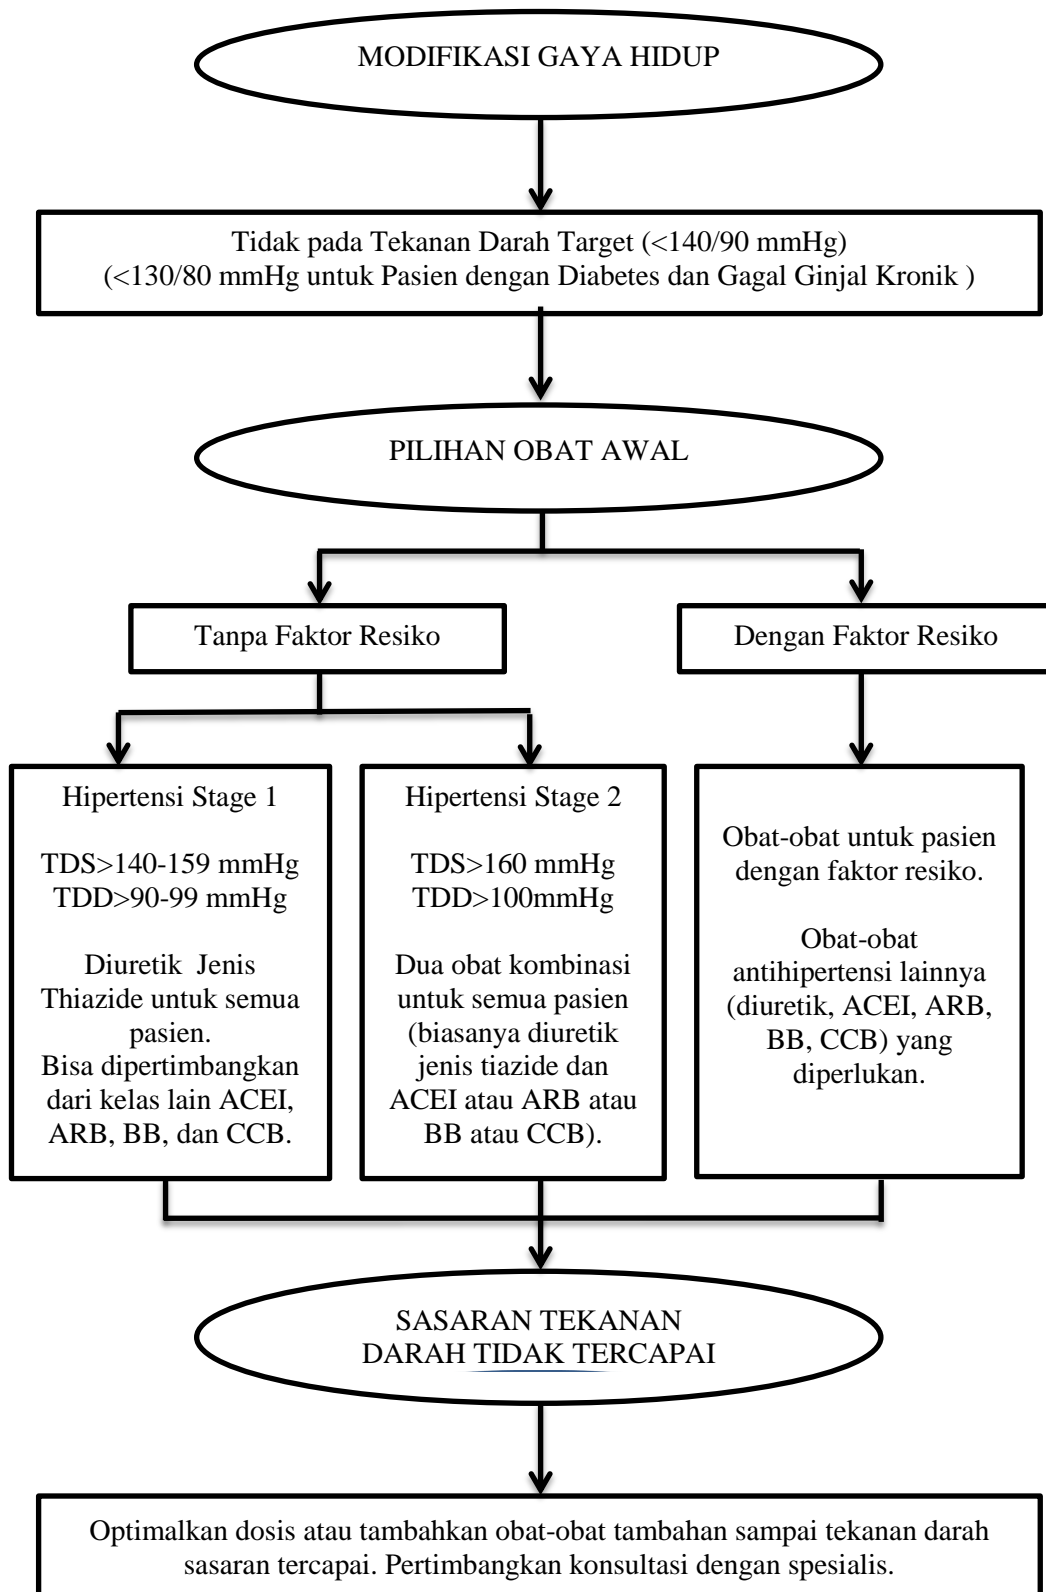 MODIFIKASI GAYA HIDUP
Tidak pada Tekanan Darah Target (<140/90 mmHg)
(<130/80 mmHg untuk Pasien dengan Diabetes dan Gagal Ginjal Kronik )
PILIHAN OBAT AWAL
Tanpa Faktor Resiko
Dengan Faktor Resiko
Hipertensi Stage 1
TDS>140-159 mmHg
TDD>90-99 mmHg
Diuretik Jenis
Thiazide untuk semua
pasien.
Bisa dipertimbangkan
dari kelas lain ACEI,
ARB, BB, dan CCB.
Hipertensi Stage 2
TDS>160 mmHg
TDD>100mmHg
Dua obat kombinasi
untuk semua pasien
(biasanya diuretik
jenis tiazide dan
ACEI atau ARB atau
BB atau CCB).
Obat-obat untuk pasien
dengan faktor resiko.
Obat-obat
antihipertensi lainnya
(diuretik, ACEI, ARB,
BB, CCB) yang
diperlukan.
SASARAN TEKANAN
DARAH TIDAK TERCAPAI
Optimalkan dosis atau tambahkan obat-obat tambahan sampai tekanan darah
sasaran tercapai. Pertimbangkan konsultasi dengan spesialis.